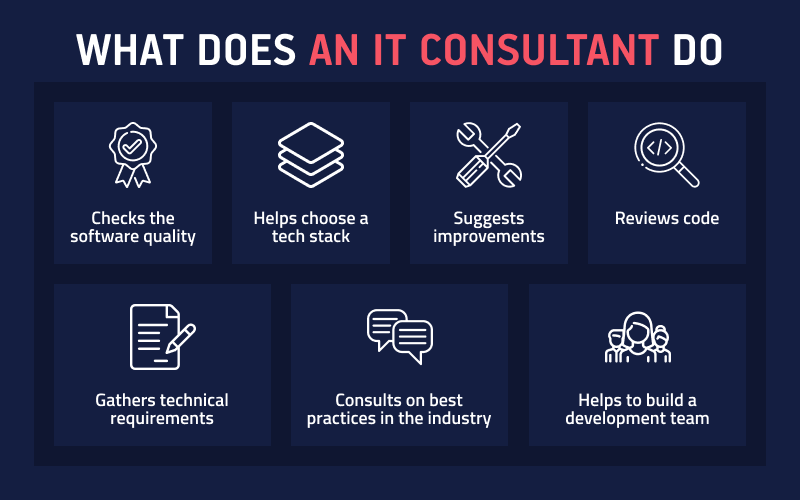 WHAT DOES AN IT CONSULTANT DO
Checks the
software quality
Helps choose a
tech stack
Suggests
improvements
Reviews code
Gathers technical
requirements
Consults on best
practices in the industry
Helps to build a
development team